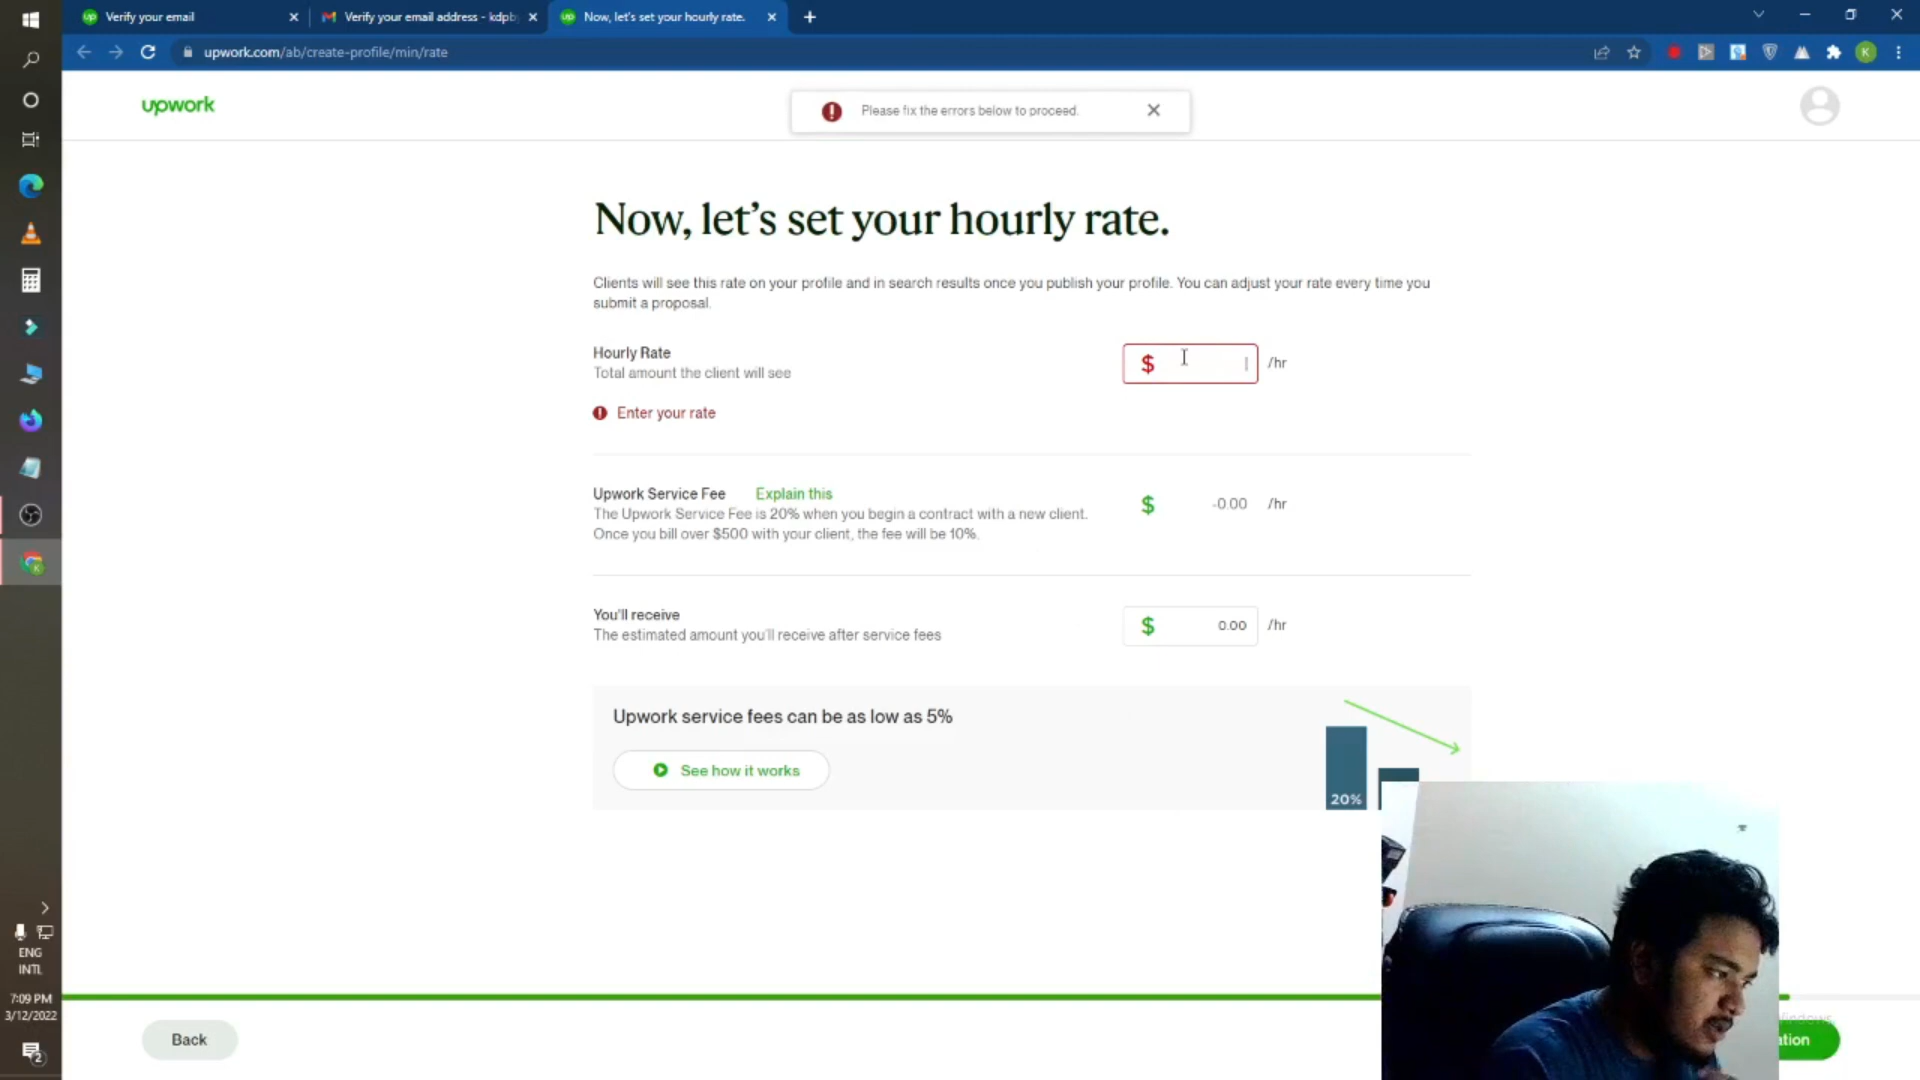 Verify your email
Verify your email address - kdpb
Now, let's set your hourly rate.
upwork.com/ab/create-profile/min/rate
K
upwork
Please fix the errors below to proceed.
Now, let's set your hourly rate.
Clients will see this rate on your profile and in search results once you publish your profile. You can adjust your rate every time you
submit a proposal.
Hourly Rate
Total amount the client will see
$ /hr
Enter your rate
Upwork Service Fee Explain this
The Upwork Service Fee is 20% when you begin a contract with a new client.
Once you bill over $500 with your client, the fee will be 10%.
$ -0.00 /hr
You'll receive
The estimated amount you'll receive after service fees
$ 0.00 /hr
Upwork service fees can be as low as 5%
See how it works
20%
ENG
INTL
7:09 PM
3/12/2022
2
Back